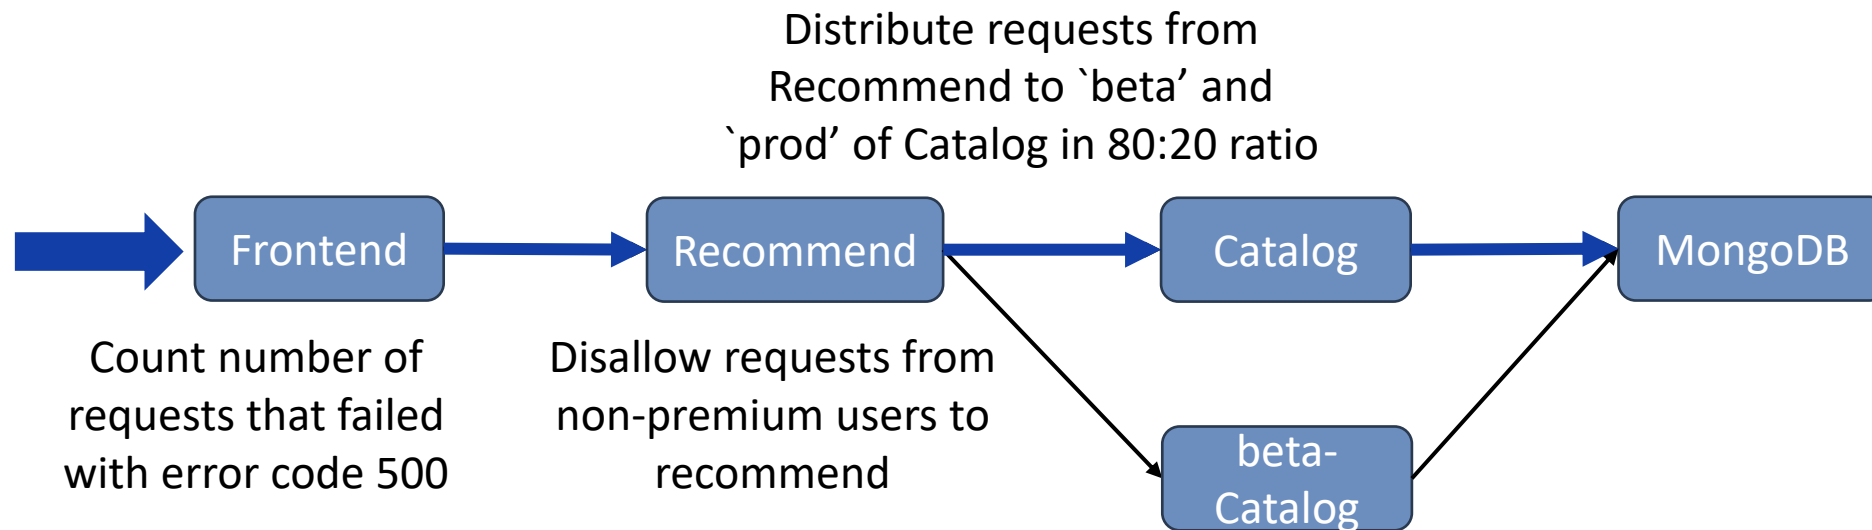 Distribute requests from
Recommend to `beta’ and
`prod’ of Catalog in 80:20 ratio
Frontend
Recommend
Catalog
MongoDB
Count number of
requests that failed
with error code 500
Disallow requests from
non-premium users to
recommend
beta-
Catalog